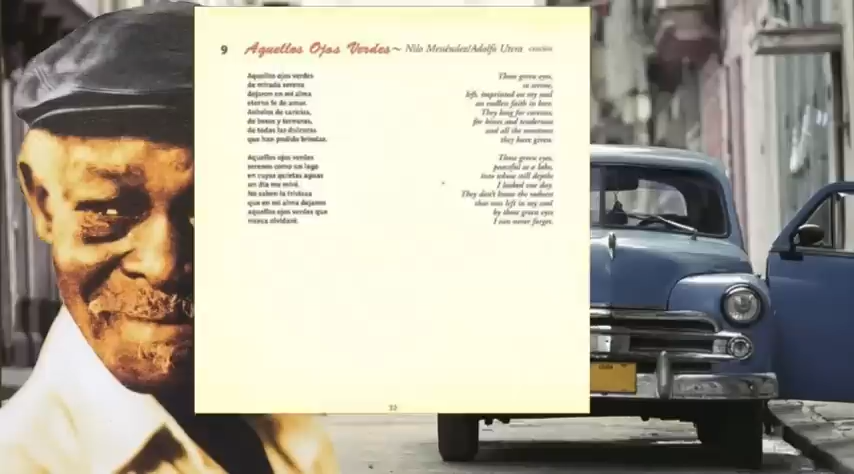 9 Aquellos Ojos Verdes~ Nilo Menéndez/Adolfo Utrera canción
Aquellos ojos verdes
de mirada serena
dejaron en mi alma
eterna fe de amar.
Anhelos de caricias,
de besos y ternuras,
de todas las dulzuras
que han podido brindar.
Aquellos ojos verdes
serenos como un lago
en cuyas quietas aguas
un día me miré.
No saben la tristeza
que en mi alma dejaron
aquellos ojos verdes que
nunca olvidaré.
Those green eyes,
so serene,
left, imprinted on my soul
an endless faith in love.
They long for caresses,
for kisses and tenderness
and all the sweetness
they have given.
Those green eyes,
peaceful as a lake,
into whose still depths
I looked one day.
They don't know the sadness
that was left in my soul
by those green eyes
I can never forget.
32